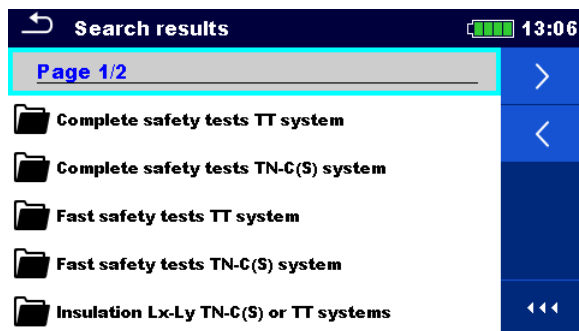 Search results
13:06
Page 1/2
Complete safety tests TT system
Complete safety tests TN-C(S) system
Fast safety tests TT system
Fast safety tests TN-C(S) system
Insulation Lx-Ly TN-C(S) or TT systems